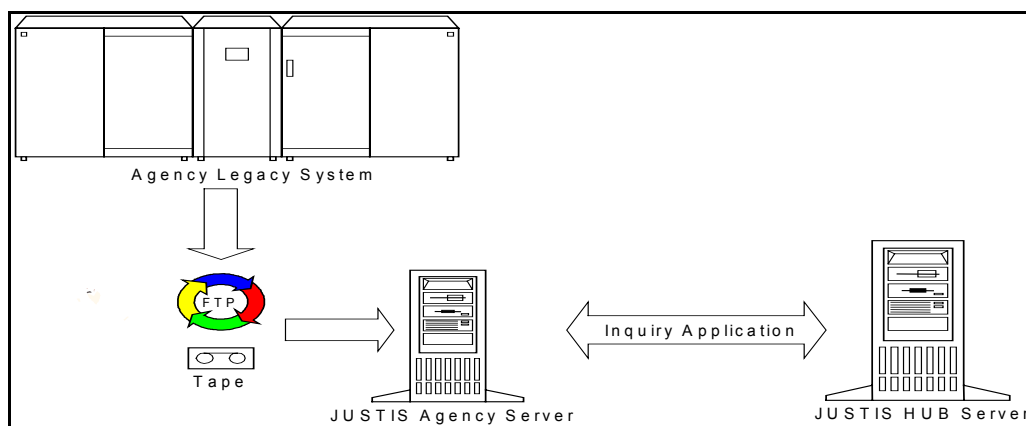 Agency Legacy System
FTP
Inquiry Application
Tape
JUSTIS Agency Server
JUSTIS HUB Server